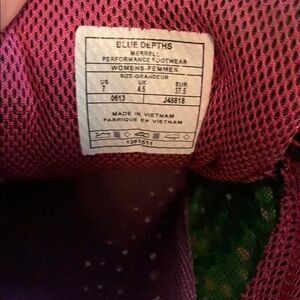 BLUE DEPTHS
MERRELL
PERFORMANCE FOOTWEAR
WOMENS-FEMMES
SIZE-GRANDEUR
US UK EUR
7 4.5 37.5
0613 J48818
MADE IN VIETNAM
FABRIQUE EN VIETNAM
1381511